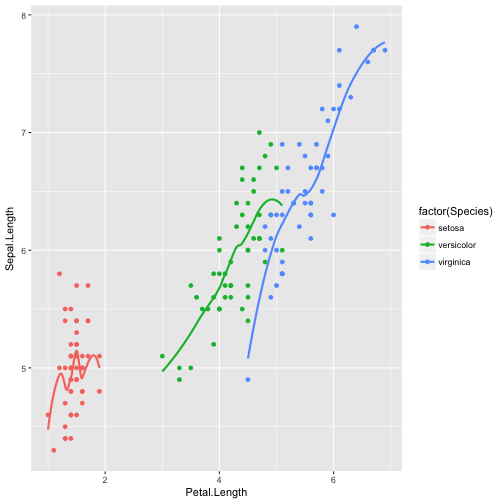 8
7
6
5
Sepal.Length
2
4
6
Petal.Length
factor(Species)
setosa
versicolor
virginica